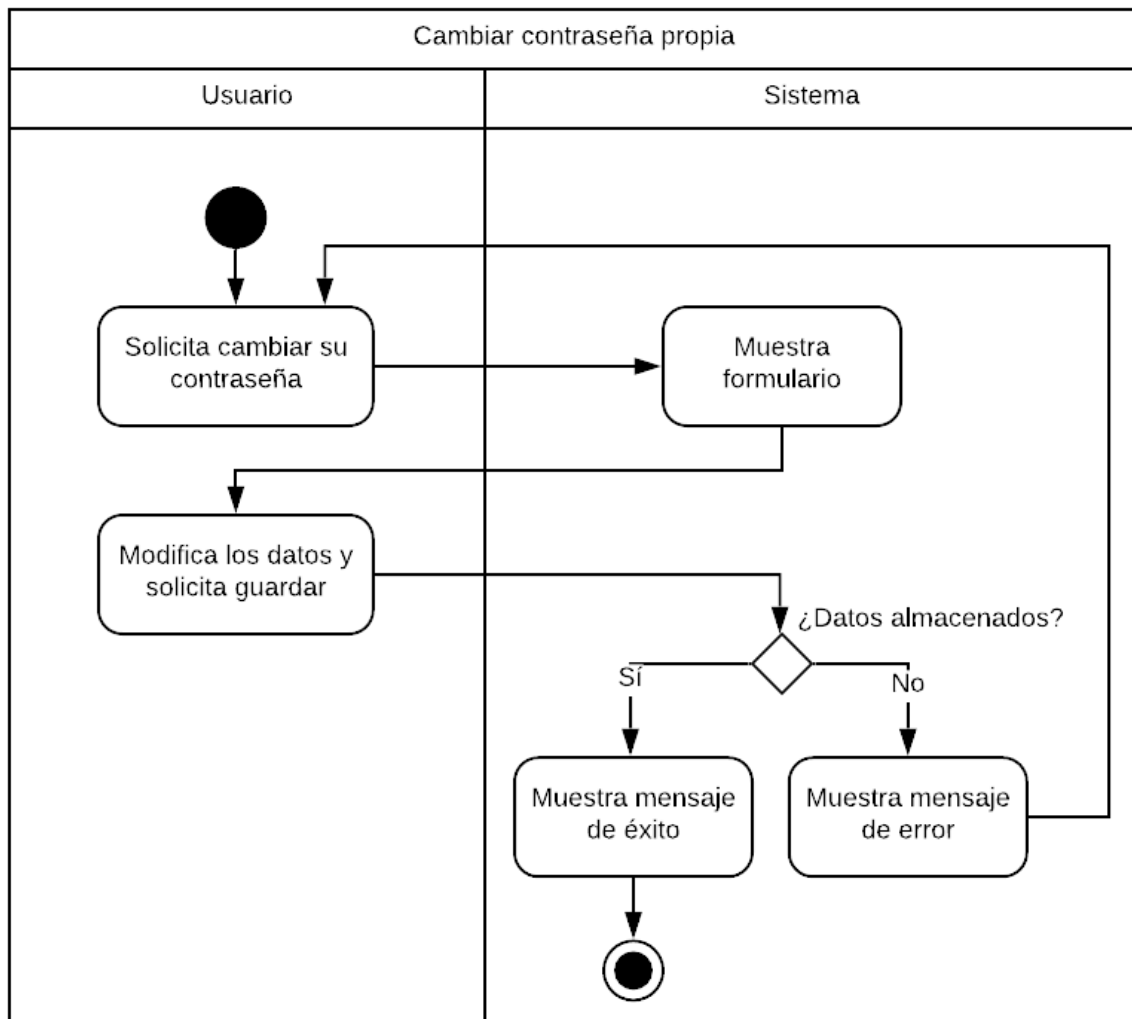 Cambiar contraseña propia
Usuario
Sistema
Solicita cambiar su
contraseña
Muestra
formulario
Modifica los datos y
solicita guardar
¿Datos almacenados?
Sí
No
Muestra mensaje
de éxito
Muestra mensaje
de error